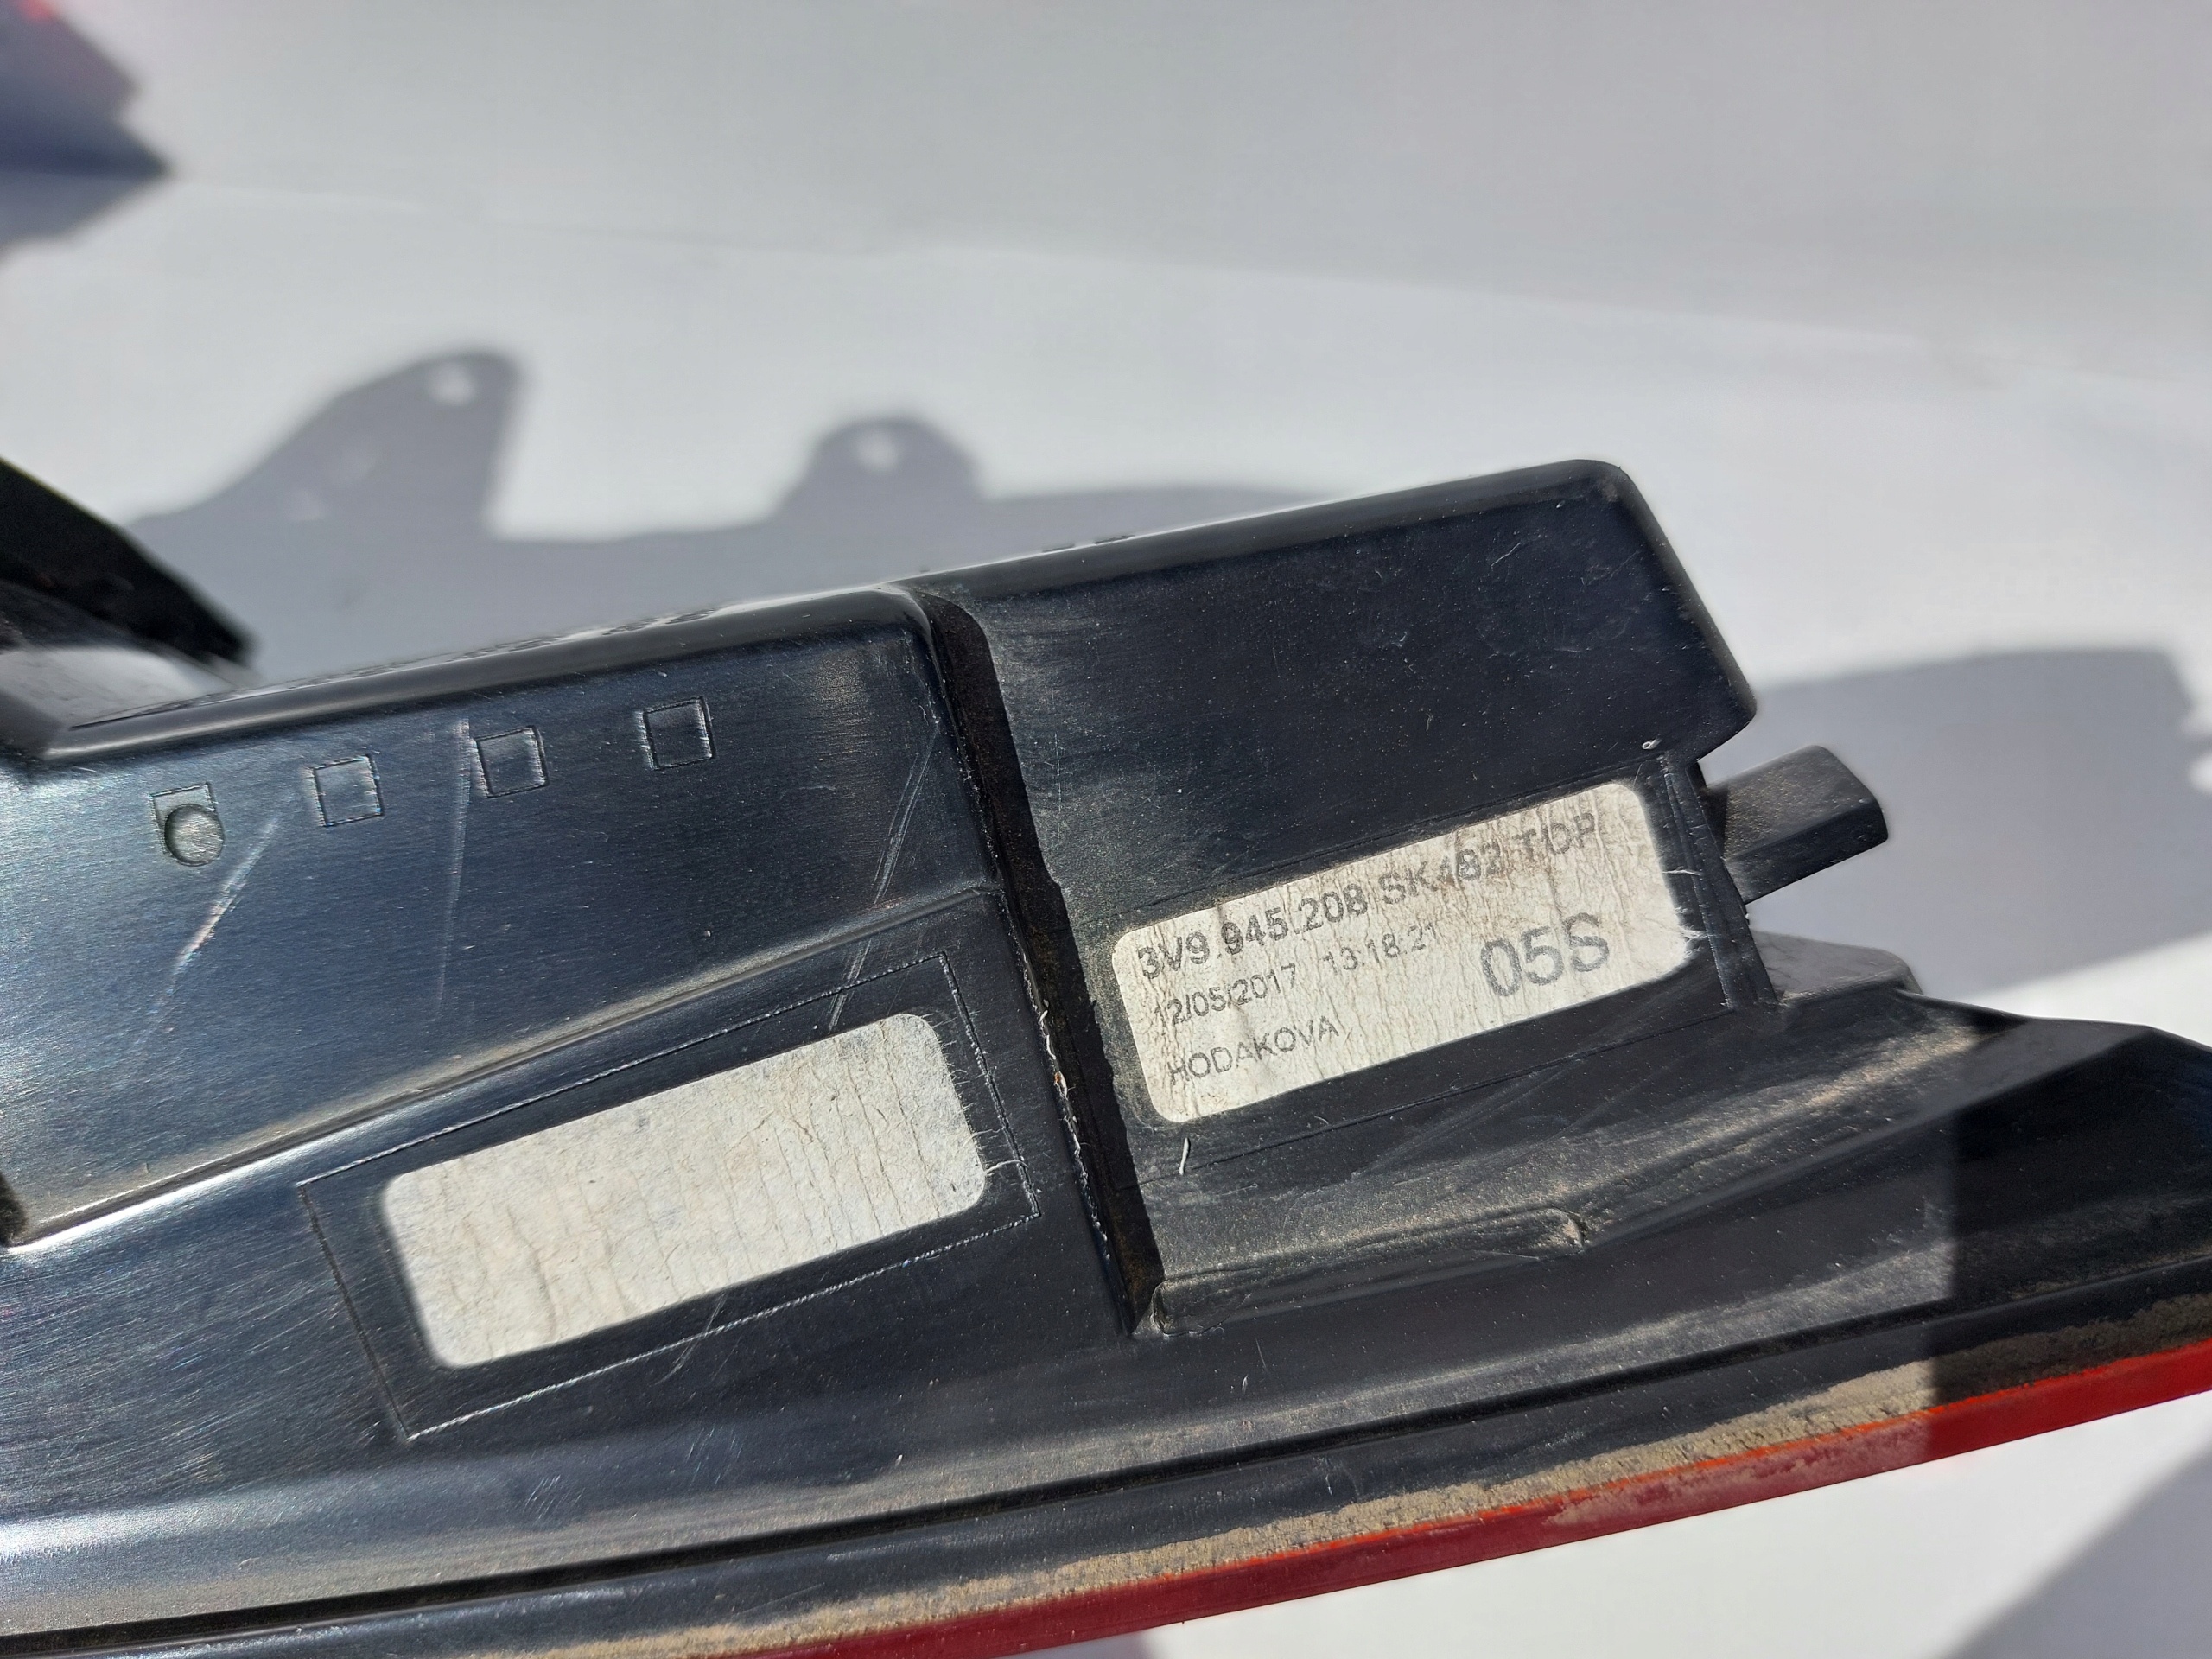 3V9.945.208 SK482 TOP
12/05/2017 13:18:21
05S
HODAKOVA